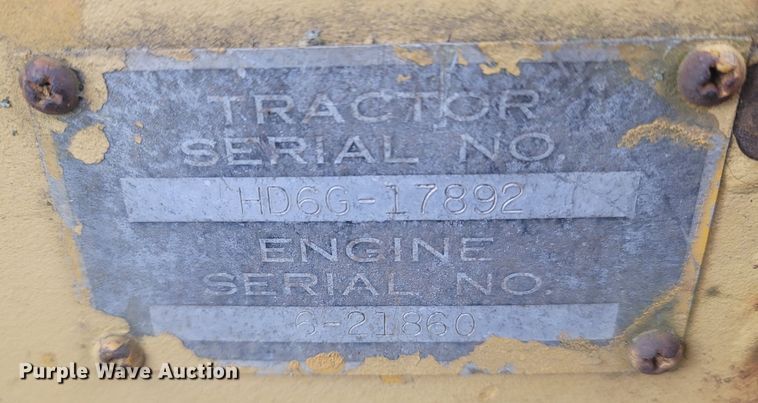 TRACTOR
SERIAL NO.
HD6G-17892
ENGINE
SERIAL NO.
6-21860
Purple Wave Auction